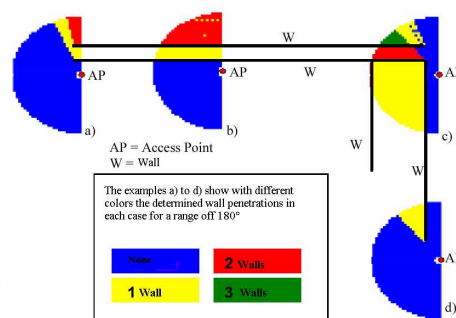 W
AP
AP
W
A
a)
b)
c)
AP = Access Point
W = Wall
W
W
The examples a) to d) show with different
colors the determined wall penetrations in
each case for a range off 180°
None
2 Walls
1 Wall
3 Walls
A
d)